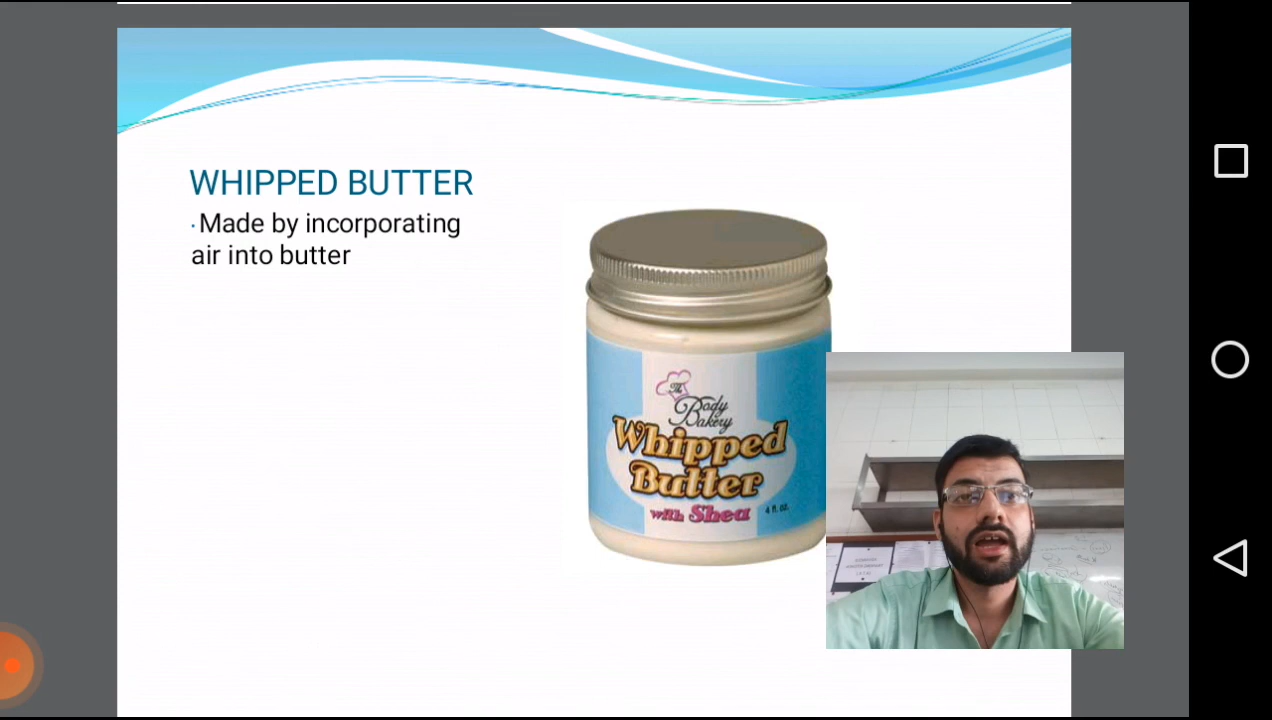 WHIPPED BUTTER
·Made by incorporating
air into butter
The
Body
Bakery
Whipped
Butter
with Shea
4 fl. oz.